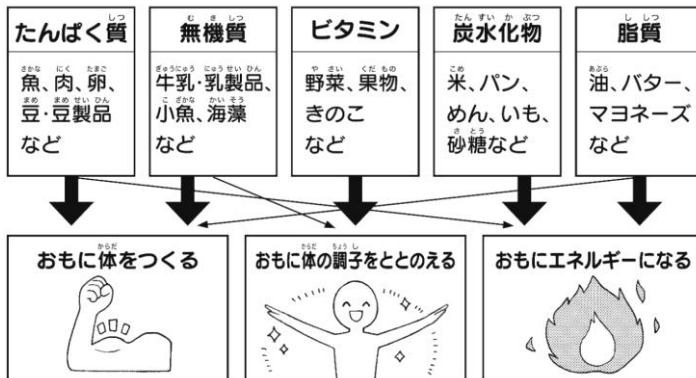 たんぱく質
魚、肉、卵、
豆・豆製品
など
無機質
牛乳・乳製品、
小魚、海藻
など
ビタミン
野菜、果物、
きのこ
など
炭水化物
米、パン、
めん、いも、
砂糖など
脂質
油、バター、
マヨネーズ
など
おもに体をつくる
おもに体の調子をととのえる
おもにエネルギーになる